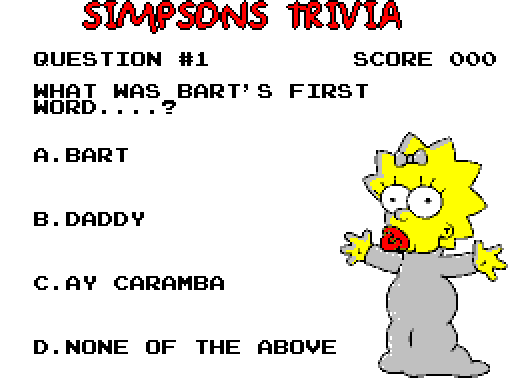 SIMPSONS TRIVIA
QUESTION #1 SCORE 000
WHAT WAS BART'S FIRST
WORD....?
A.BART
B.DADDY
C.AY CARAMBA
D.NONE OF THE ABOVE